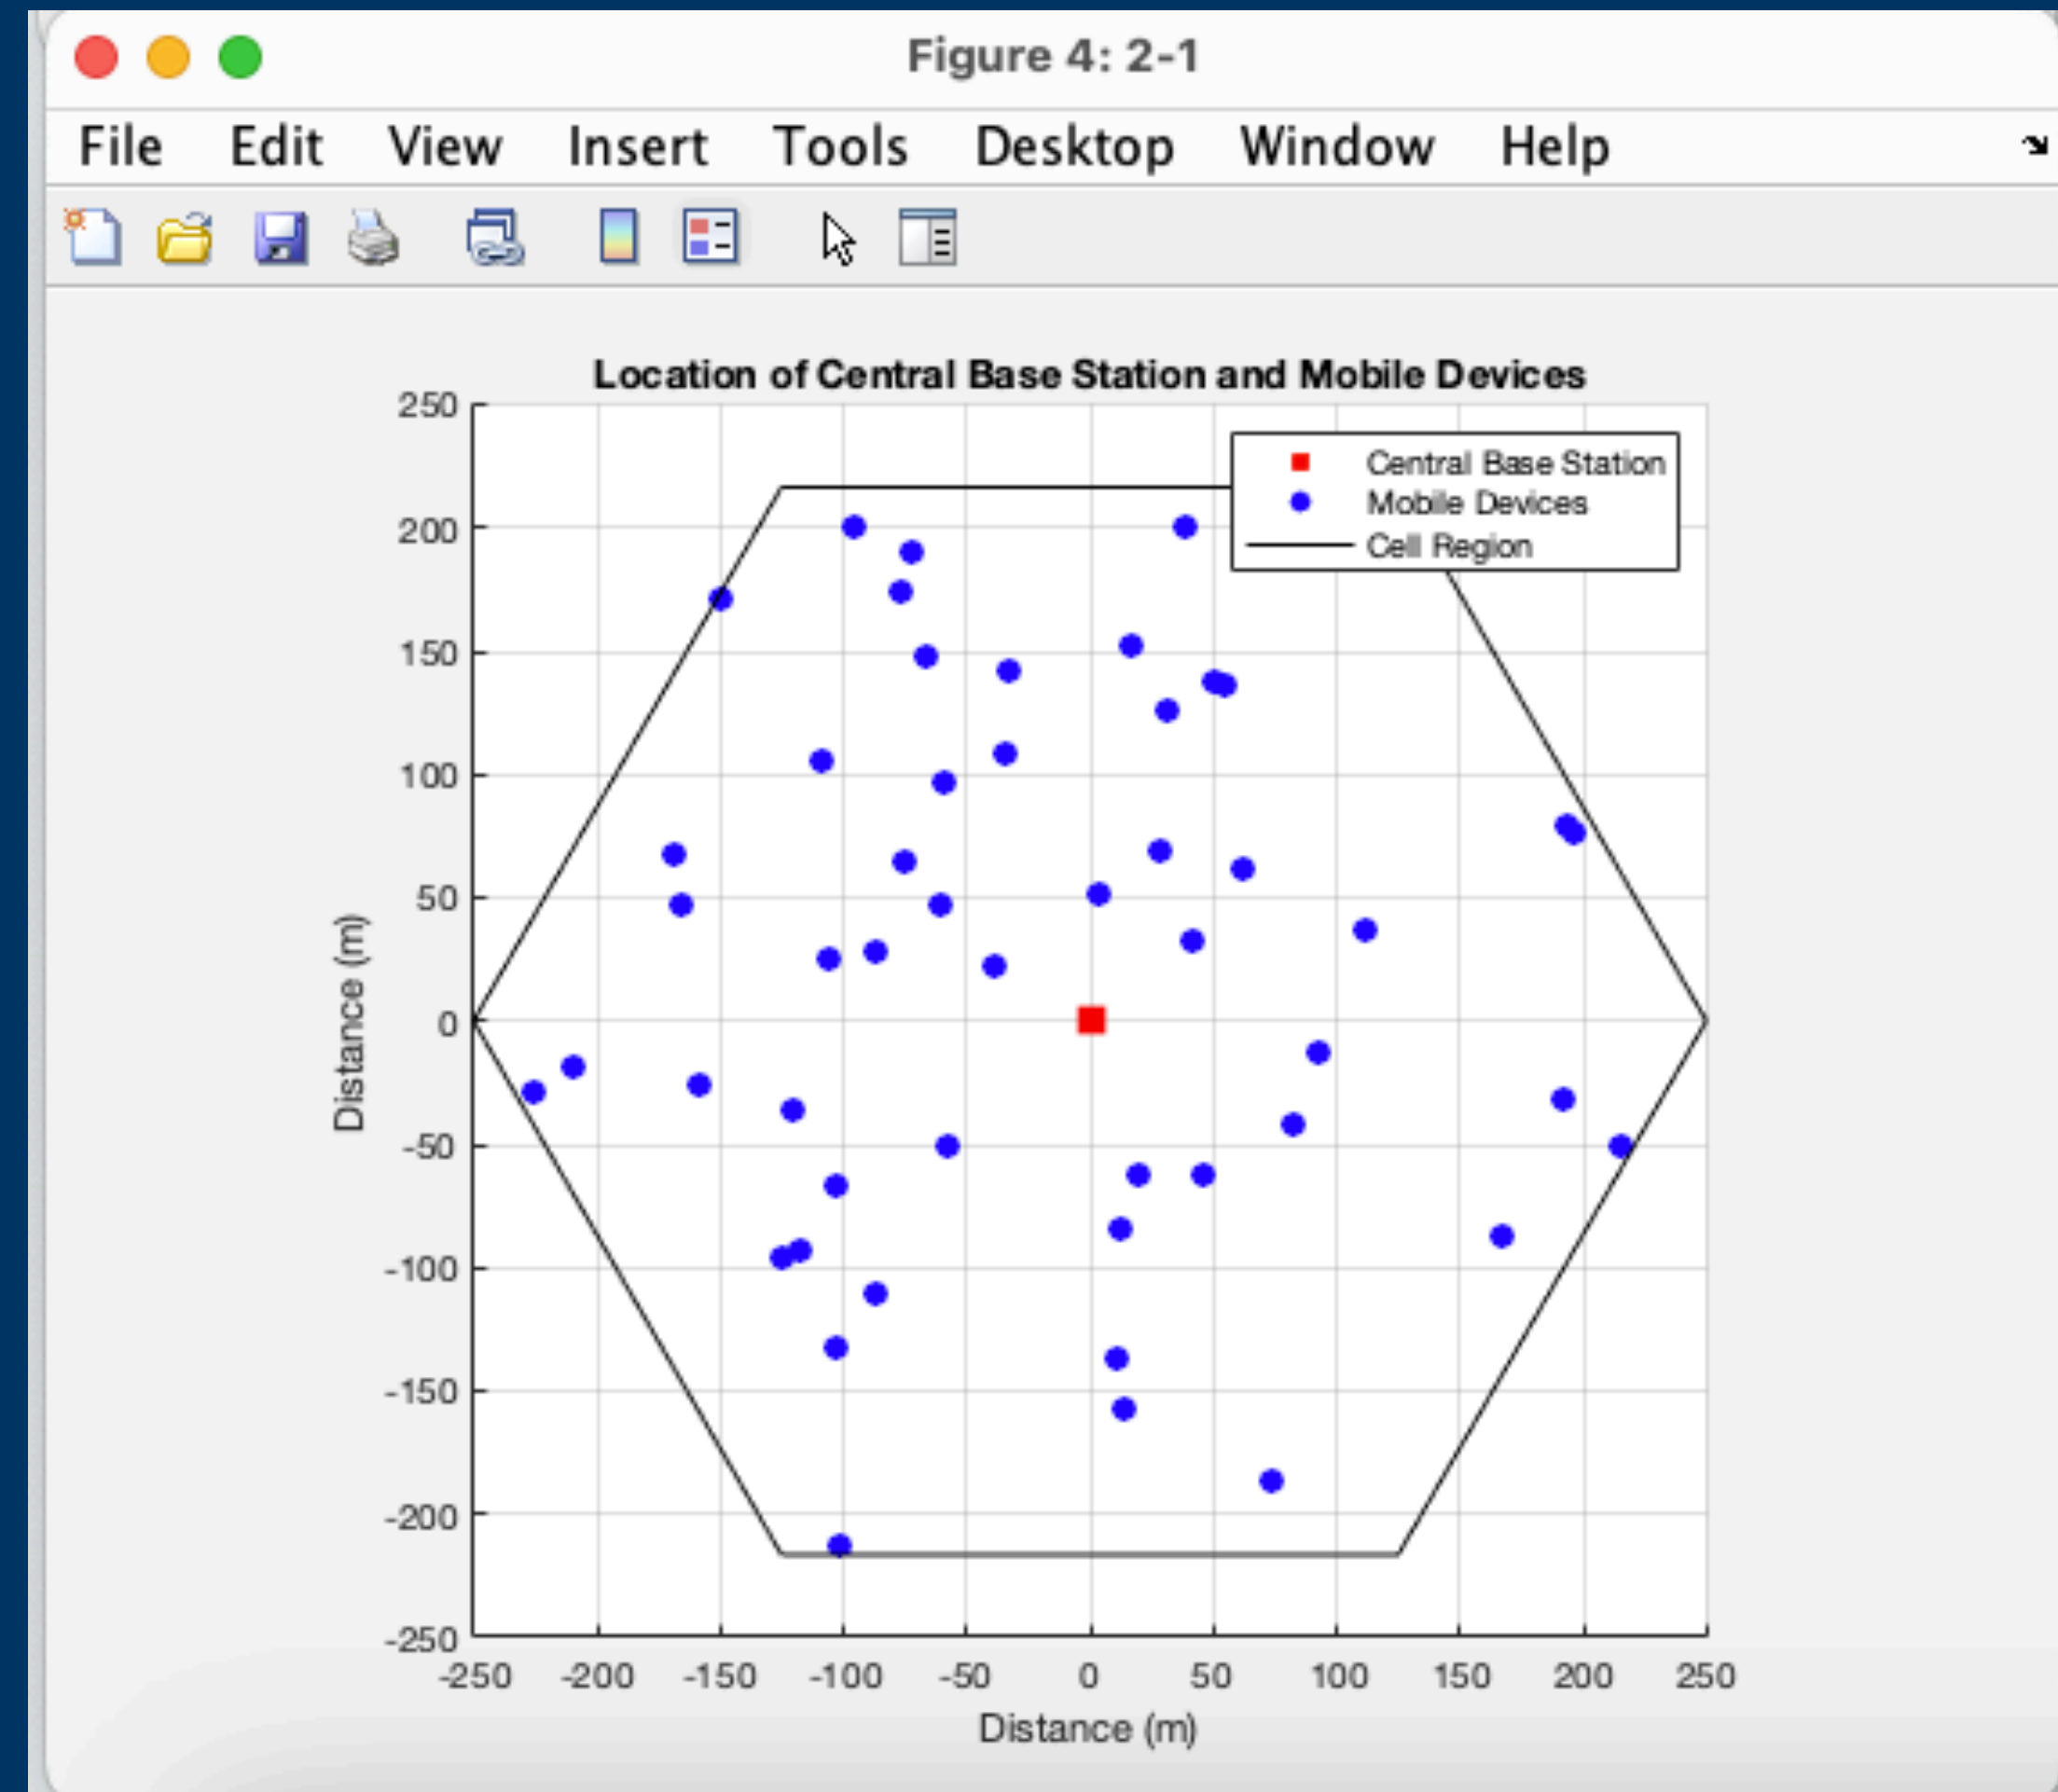 Figure 4: 2-1
File Edit View Insert Tools Desktop Window Help
Location of Central Base Station and Mobile Devices
Central Base Station
Mobile Devices
Cell Region
250
200
150
100
50
0
-50
-100
-150
-200
-250
Distance (m)
-250 -200 -150 -100 -50 0 50 100 150 200 250
Distance (m)